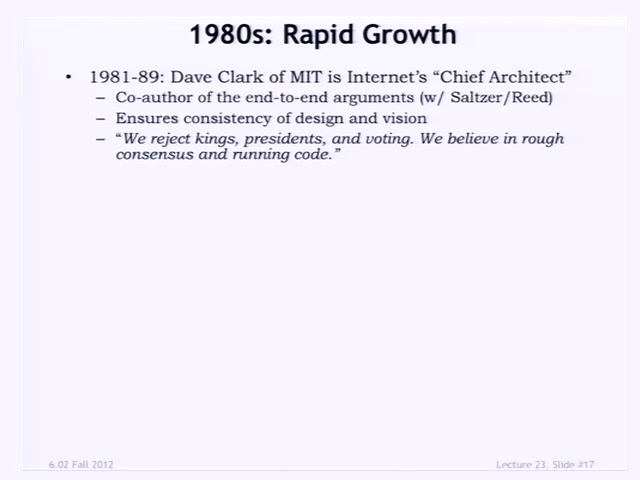 1980s: Rapid Growth
• 1981-89: Dave Clark of MIT is Internet's "Chief Architect"
– Co-author of the end-to-end arguments (w/ Saltzer/Reed)
– Ensures consistency of design and vision
– "We reject kings, presidents, and voting. We believe in rough
consensus and running code."
6.02 Fall 2012
Lecture 23, Slide #17